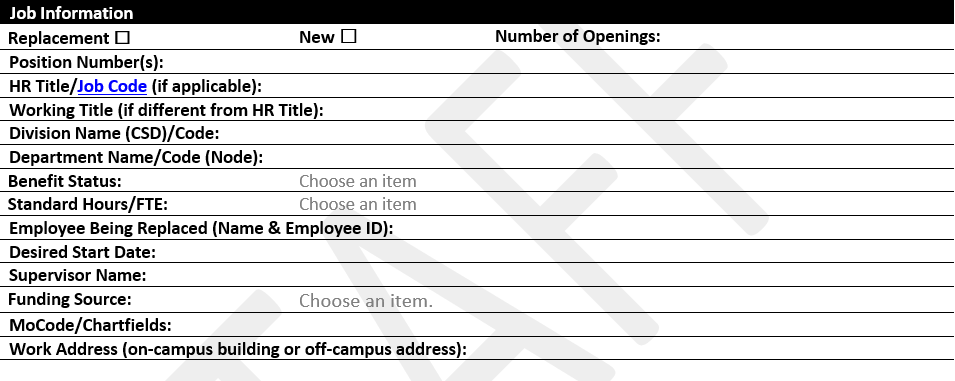 Job Information
Replacement ☐ New ☐ Number of Openings:
Position Number(s):
HR Title/Job Code (if applicable):
Working Title (if different from HR Title):
Division Name (CSD)/Code:
Department Name/Code (Node):
Benefit Status: Choose an item
Standard Hours/FTE: Choose an item
Employee Being Replaced (Name & Employee ID):
Desired Start Date:
Supervisor Name:
Funding Source: Choose an item.
MoCode/Chartfields:
Work Address (on-campus building or off-campus address):